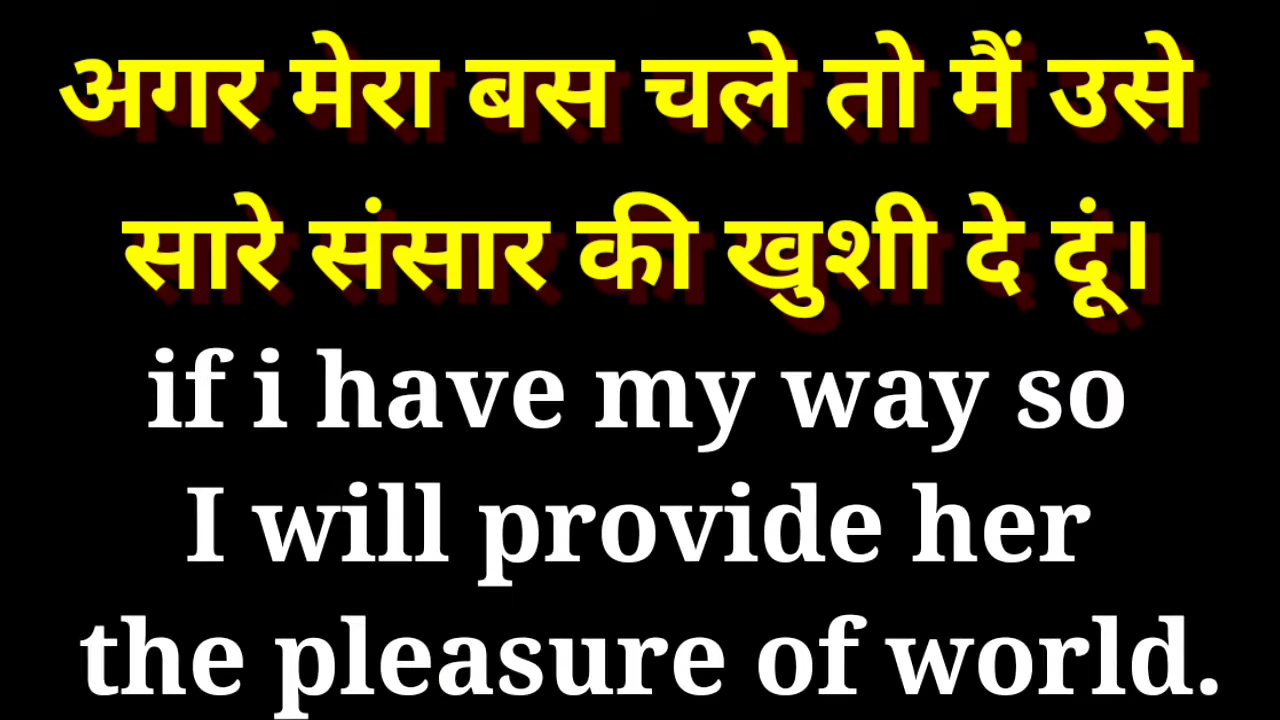 अगर मेरा बस चले तो मैं उसे
सारे संसार की खुशी दे दूं।
if i have my way so
I will provide her
the pleasure of world.